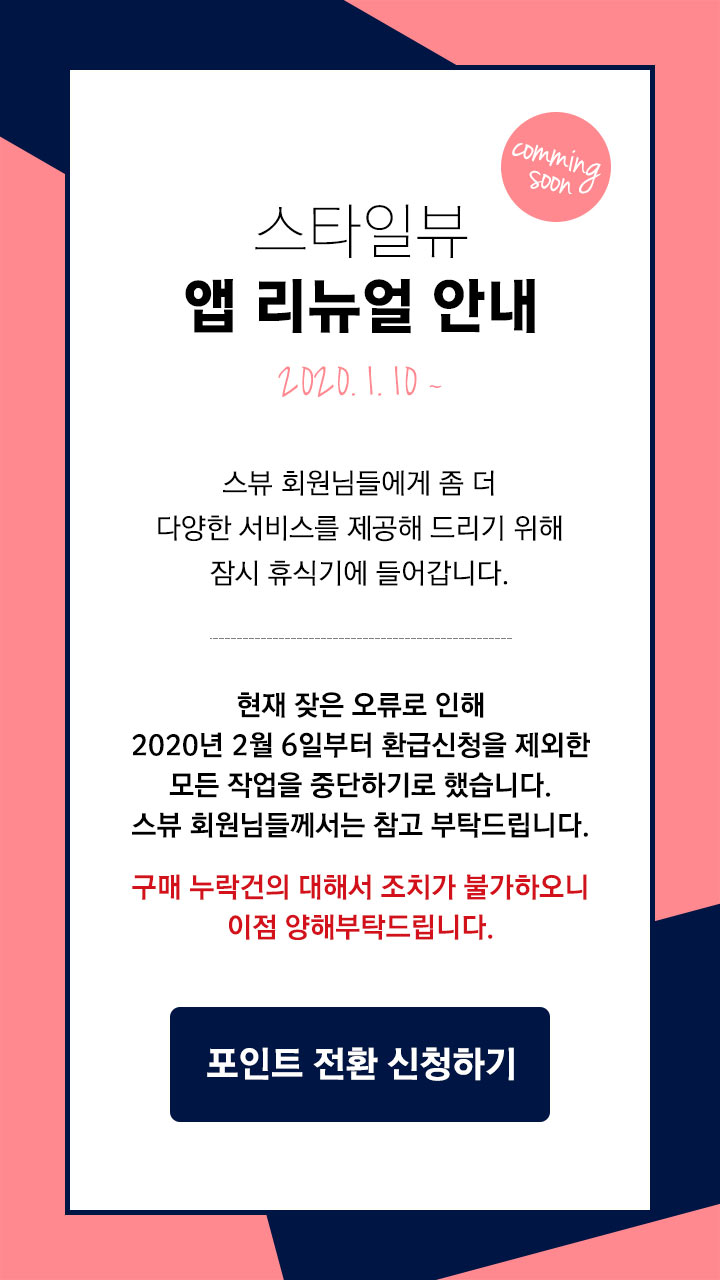 comming
soon
스타일뷰
앱 리뉴얼 안내
2020. 1. 10 ~
스뷰 회원님들에게 좀 더
다양한 서비스를 제공해 드리기 위해
잠시 휴식기에 들어갑니다.
현재 잦은 오류로 인해
2020년 2월 6일부터 환급신청을 제외한
모든 작업을 중단하기로 했습니다.
스뷰 회원님들께서는 참고 부탁드립니다.
구매 누락건의 대해서 조치가 불가하오니
이점 양해부탁드립니다.
포인트 전환 신청하기